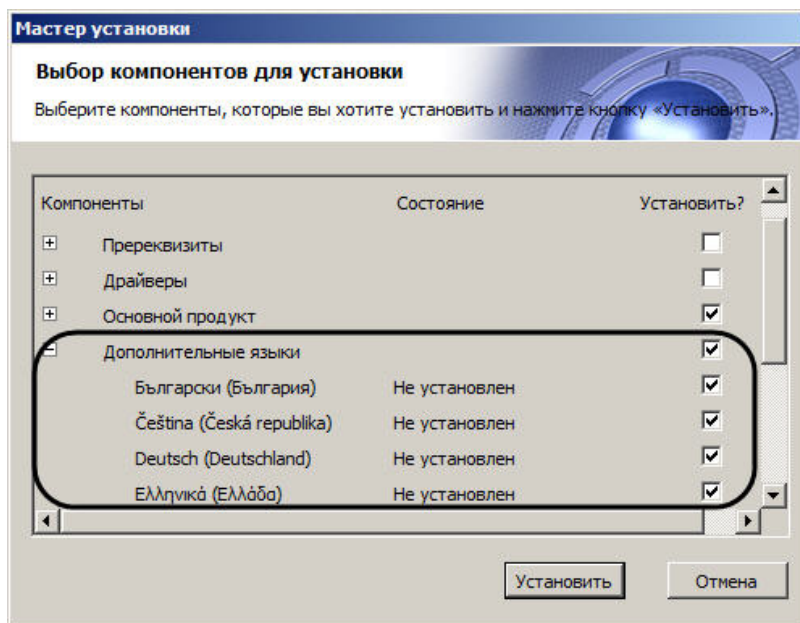 Мастер установки
Выбор компонентов для установки
Выберите компоненты, которые вы хотите установить и нажмите кнопку «Установить».
Компоненты Состояние Установить?
Пререквизиты
Драйверы
Основной продукт
Дополнительные языки
Български (България) Не установлен
Čeština (Česká republika) Не установлен
Deutsch (Deutschland) Не установлен
Ελληνικά (Ελλάδα) Не установлен
Установить Отмена